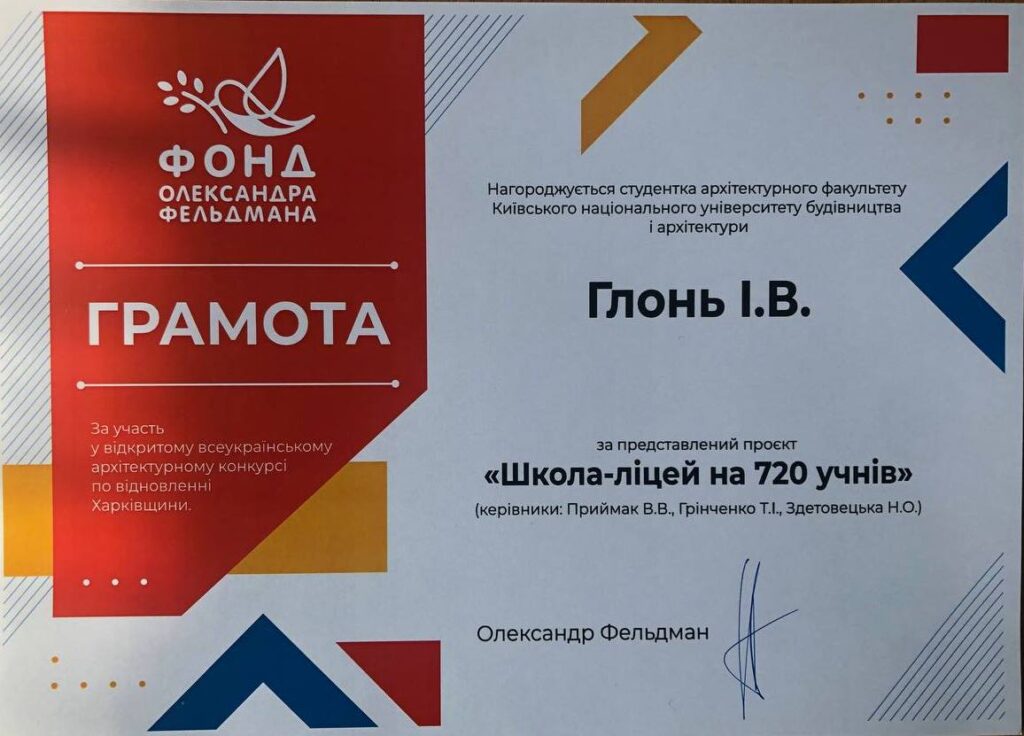 ФОНД
ОЛЕКСАНДРА
ФЕЛЬДМАНА
ГРАМОТА
За участь
у відкритому всеукраїнському
архітектурному конкурсі
по відновленні
Харківщини.
Нагороджується студентка архітектурного факультету
Київського національного університету будівництва
і архітектури
Глонь І.В.
за представлений проєкт
«Школа-ліцей на 720 учнів»
(керівники: Приймак В.В., Грінченко Т.І., Здетовецька Н.О.)
Олександр Фельдман